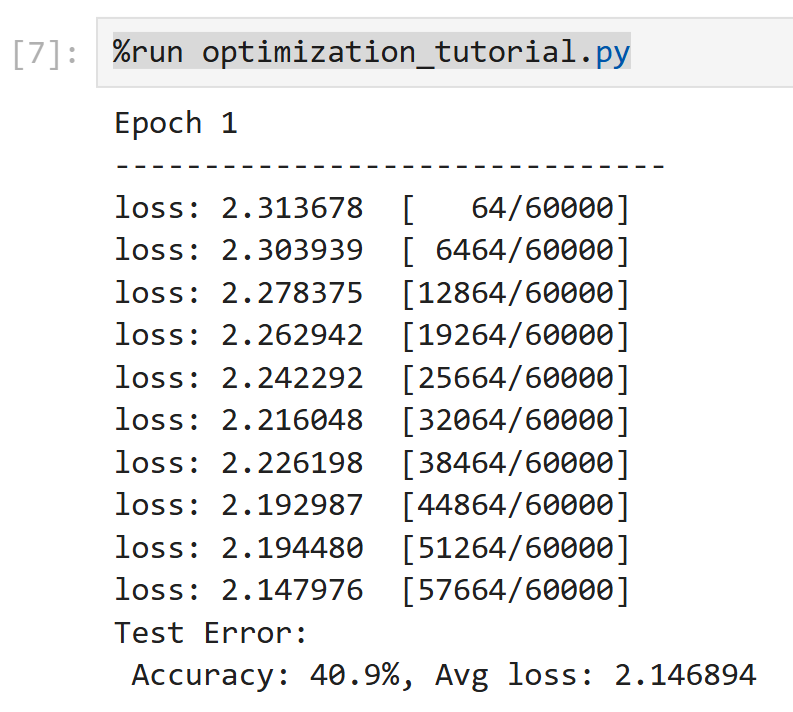 [7]: %run optimization_tutorial.py
Epoch 1
-------------------------------
loss: 2.313678  [   64/60000]
loss: 2.303939  [ 6464/60000]
loss: 2.278375  [12864/60000]
loss: 2.262942  [19264/60000]
loss: 2.242292  [25664/60000]
loss: 2.216048  [32064/60000]
loss: 2.226198  [38464/60000]
loss: 2.192987  [44864/60000]
loss: 2.194480  [51264/60000]
loss: 2.147976  [57664/60000]
Test Error:
 Accuracy: 40.9%, Avg loss: 2.146894